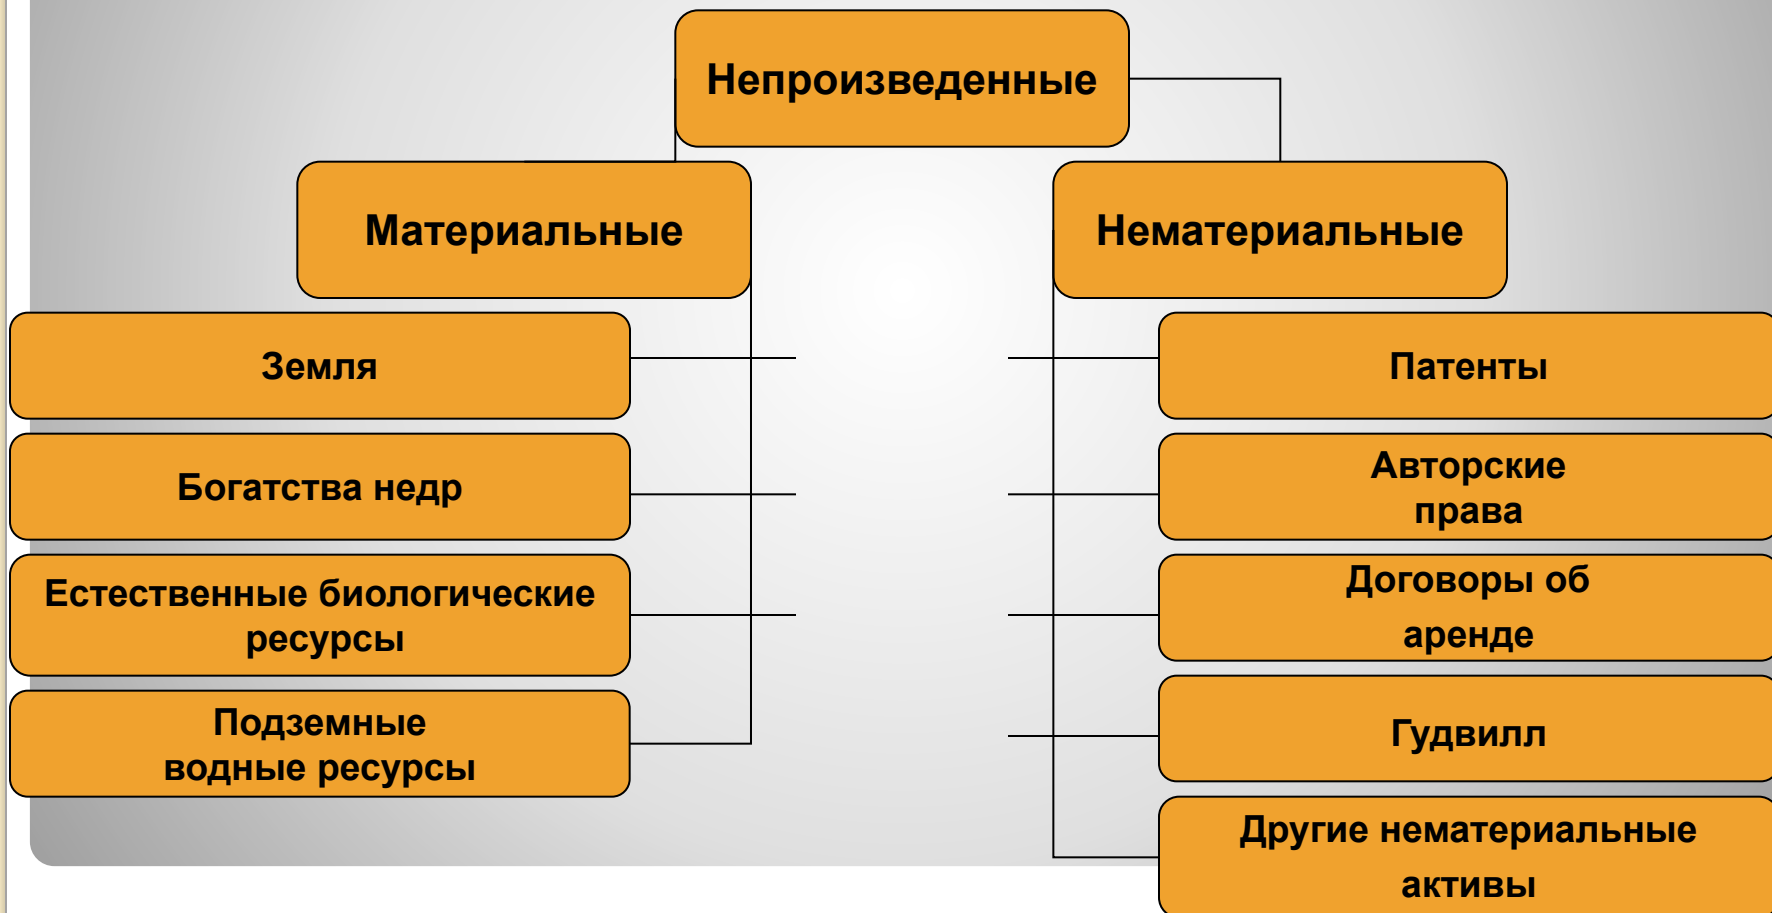 Непроизведенные
Материальные
Нематериальные
Земля
Богатства недр
Естественные биологические
ресурсы
Подземные
водные ресурсы
Патенты
Авторские
права
Договоры об
аренде
Гудвилл
Другие нематериальные
активы